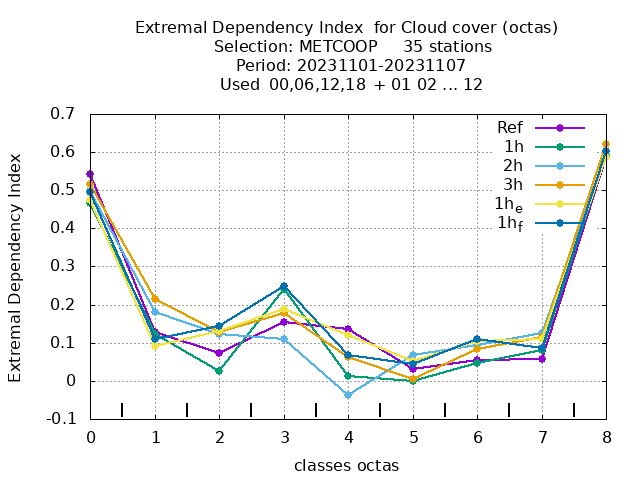 Extremal Dependency Index  for Cloud cover (octas)
Selection: METCOOP     35 stations
Period: 20231101-20231107
Used  00,06,12,18  + 01 02 ... 12
Extremal Dependency Index
0.7
0.6
0.5
0.4
0.3
0.2
0.1
0
-0.1
Ref
1h
2h
3h
1he
1hf
0 1 2 3 4 5 6 7 8
classes octas